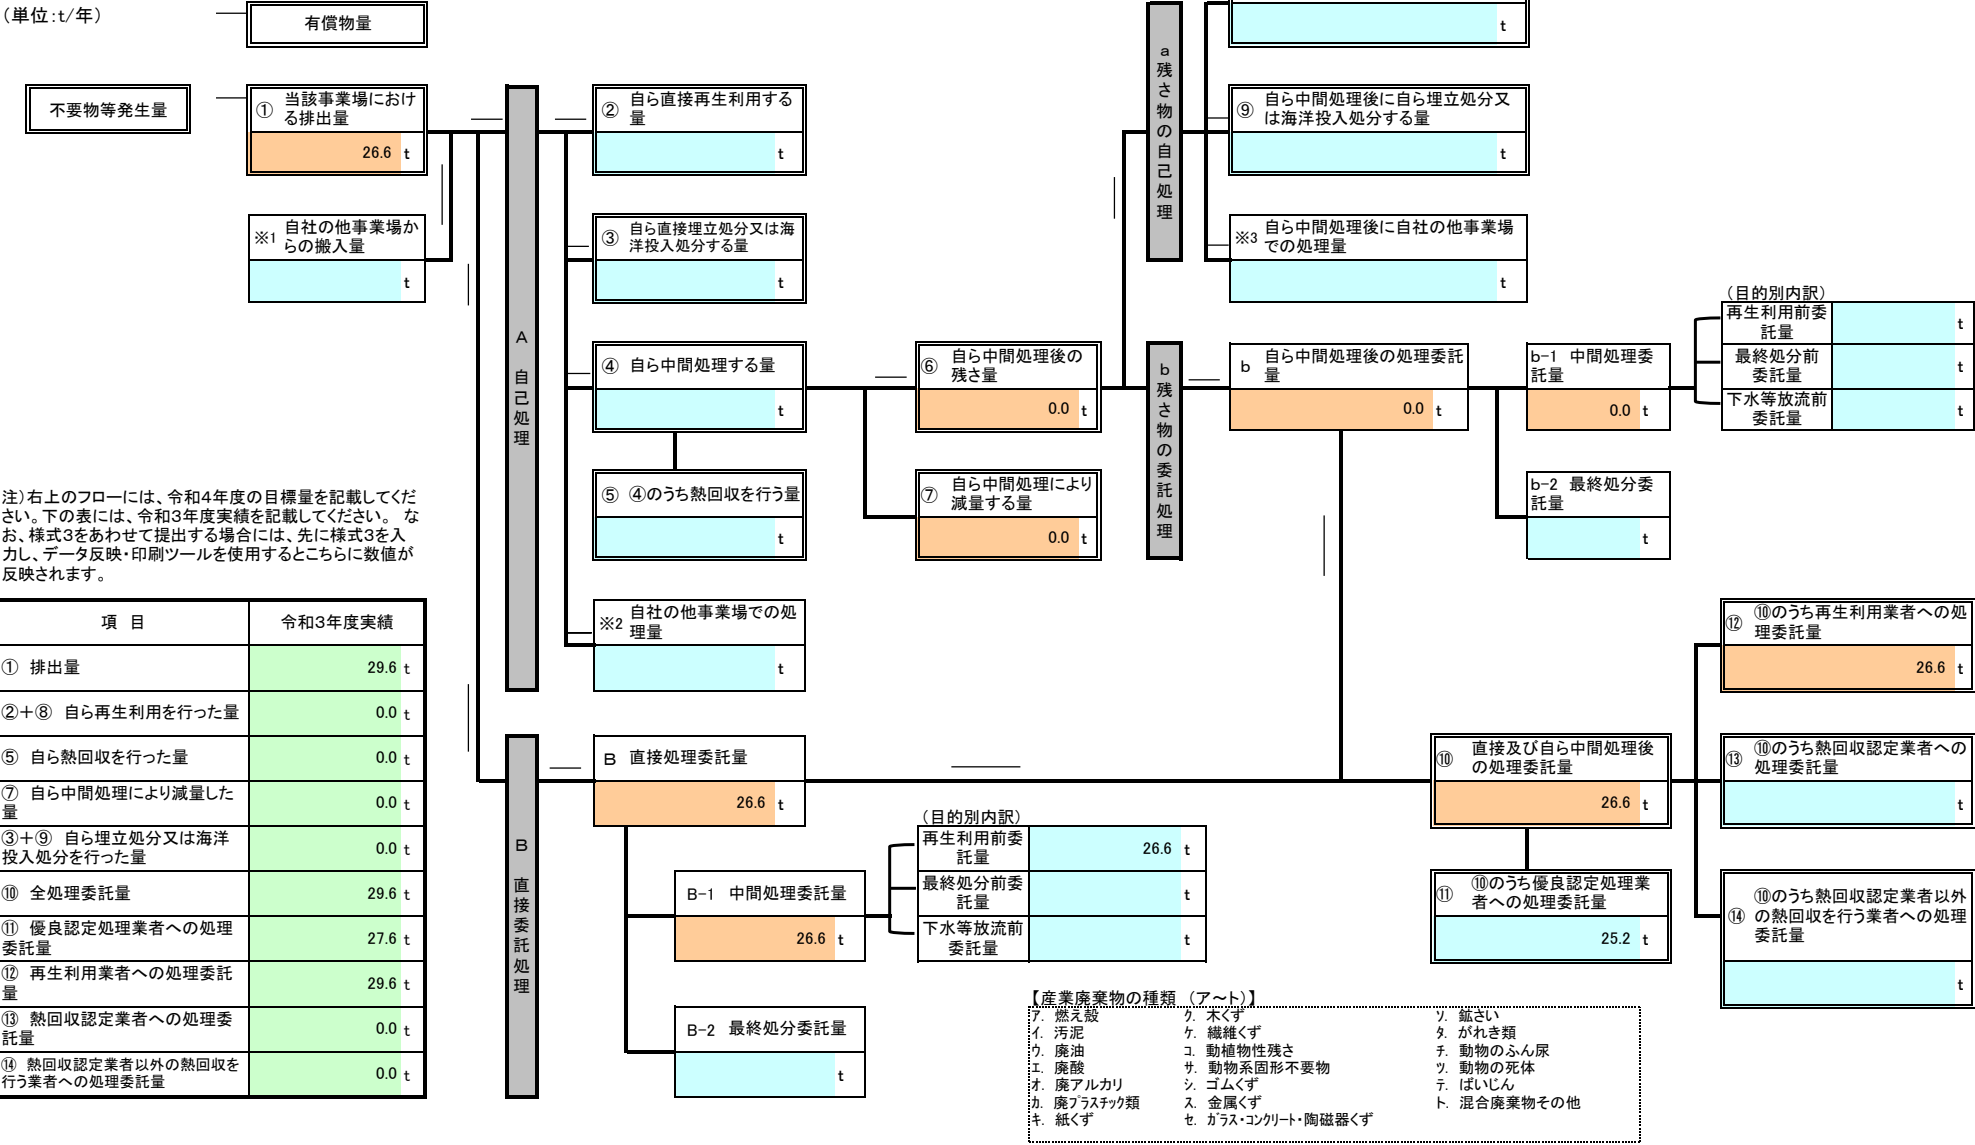 (単位:t/年)
有償物量
t
不要物等発生量
① 当該事業場におけ
る排出量
26.6 t
※1 自社の他事業場か
らの搬入量
t
A 自己処理
② 自ら直接再生利用する
量
t
③ 自ら直接埋立処分又は海
洋投入処分する量
t
④ 自ら中間処理する量
t
⑤ ④のうち熱回収を行う量
t
※2 自社の他事業場での処
理量
t
⑥ 自ら中間処理後の
残さ量
0.0 t
⑦ 自ら中間処理により
減量する量
0.0 t
a残さ物の自己処理
⑨ 自ら中間処理後に自ら埋立処分又
は海洋投入処分する量
t
※3 自ら中間処理後に自社の他事業場
での処理量
t
b残さ物の委託処理
b 自ら中間処理後の処理委託
量
0.0 t
b-1 中間処理委
託量
0.0 t
b-2 最終処分委
託量
t
(目的別内訳)
再生利用前委
託量
t
最終処分前
委託量
t
下水等放流前
委託量
t
注)右上のフローには、令和4年度の目標量を記載してくだ
さい。下の表には、令和3年度実績を記載してください。 な
お、様式3をあわせて提出する場合には、先に様式3を入
力し、データ反映・印刷ツールを使用するとこちらに数値が
反映されます。
項 目 令和3年度実績
① 排出量 29.6 t
②+⑧ 自ら再生利用を行った量 0.0 t
⑤ 自ら熱回収を行った量 0.0 t
⑦ 自ら中間処理により減量した
量 0.0 t
③+⑨ 自ら埋立処分又は海洋
投入処分を行った量 0.0 t
⑩ 全処理委託量 29.6 t
⑪ 優良認定処理業者への処理
委託量 27.6 t
⑫ 再生利用業者への処理委託
量 29.6 t
⑬ 熱回収認定業者への処理委
託量 0.0 t
⑭ 熱回収認定業者以外の熱回収を
行う業者への処理委託量 0.0 t
B 直接委託処理
B 直接処理委託量
26.6 t
B-1 中間処理委託量
26.6 t
B-2 最終処分委託量
t
(目的別内訳)
再生利用前委
託量
26.6 t
最終処分前委
託量
t
下水等放流前
委託量
t
⑩ 直接及び自ら中間処理後
の処理委託量
26.6 t
⑪ ⑩のうち優良認定処理業
者への処理委託量
25.2 t
⑫ ⑩のうち再生利用業者への処
理委託量
26.6 t
⑬ ⑩のうち熱回収認定業者への
処理委託量
t
⑭ ⑩のうち熱回収認定業者以外
の熱回収を行う業者への処理
委託量
t
【産業廃棄物の種類 (ア~ト)】
ア. 燃え殻 ク. 木くず ソ. 鉱さい
イ. 汚泥 ケ. 繊維くず タ. がれき類
ウ. 廃油 コ. 動植物性残さ チ. 動物のふん尿
エ. 廃酸 サ. 動物系固形不要物 ツ. 動物の死体
オ. 廃アルカリ シ. ゴムくず テ. ばいじん
カ. 廃プラスチック類 ス. 金属くず ト. 混合廃棄物その他
キ. 紙くず セ. ガラス・コンクリート・陶磁器くず